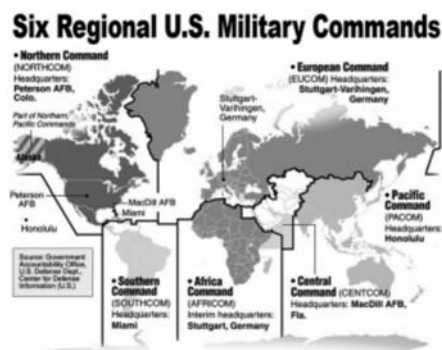 Six Regional U.S. Military Commands
• Northern Command
(NORTHCOM)
Headquarters:
Peterson AFB,
Colo.
Part of Northern,
Pacific Commands
Alaska
Peterson
AFB
• Honolulu
MacDill AFB
Miami
Stuttgart-
Varihingen,
Germany
• European Command
(EUCOM) Headquarters:
Stuttgart-Varihingen,
Germany
• Pacific
Command
(PACOM)
Headquarters:
Honolulu
Source: Government
Accountability Office,
U.S. Defense Dept.,
Center for Defense
Information (U.S.)
• Southern
Command
(SOUTHCOM)
Headquarters:
Miami
• Africa
Command
(AFRICOM)
Interim headquarters:
Stuttgart, Germany
• Central
Command (CENTCOM)
Headquarters: MacDill AFB,
Fla.